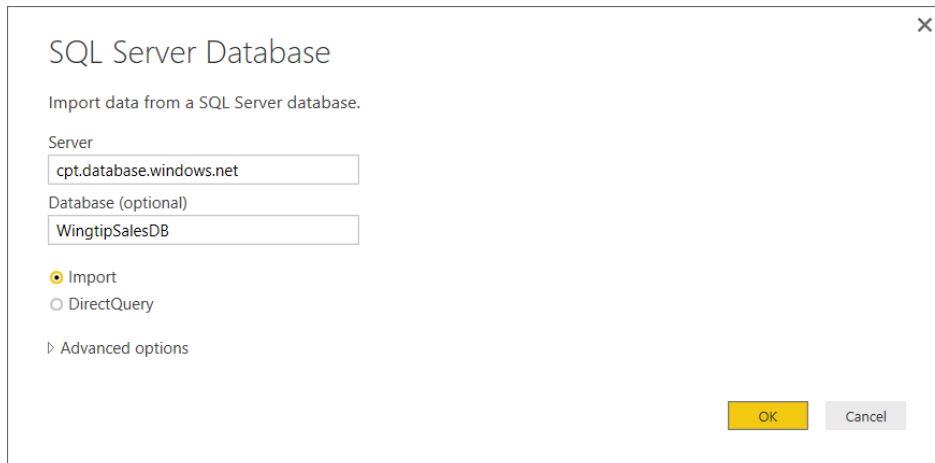 SQL Server Database
Import data from a SQL Server database.
Server
cpt.database.windows.net
Database (optional)
WingtipSalesDB
Import
DirectQuery
Advanced options
OK Cancel